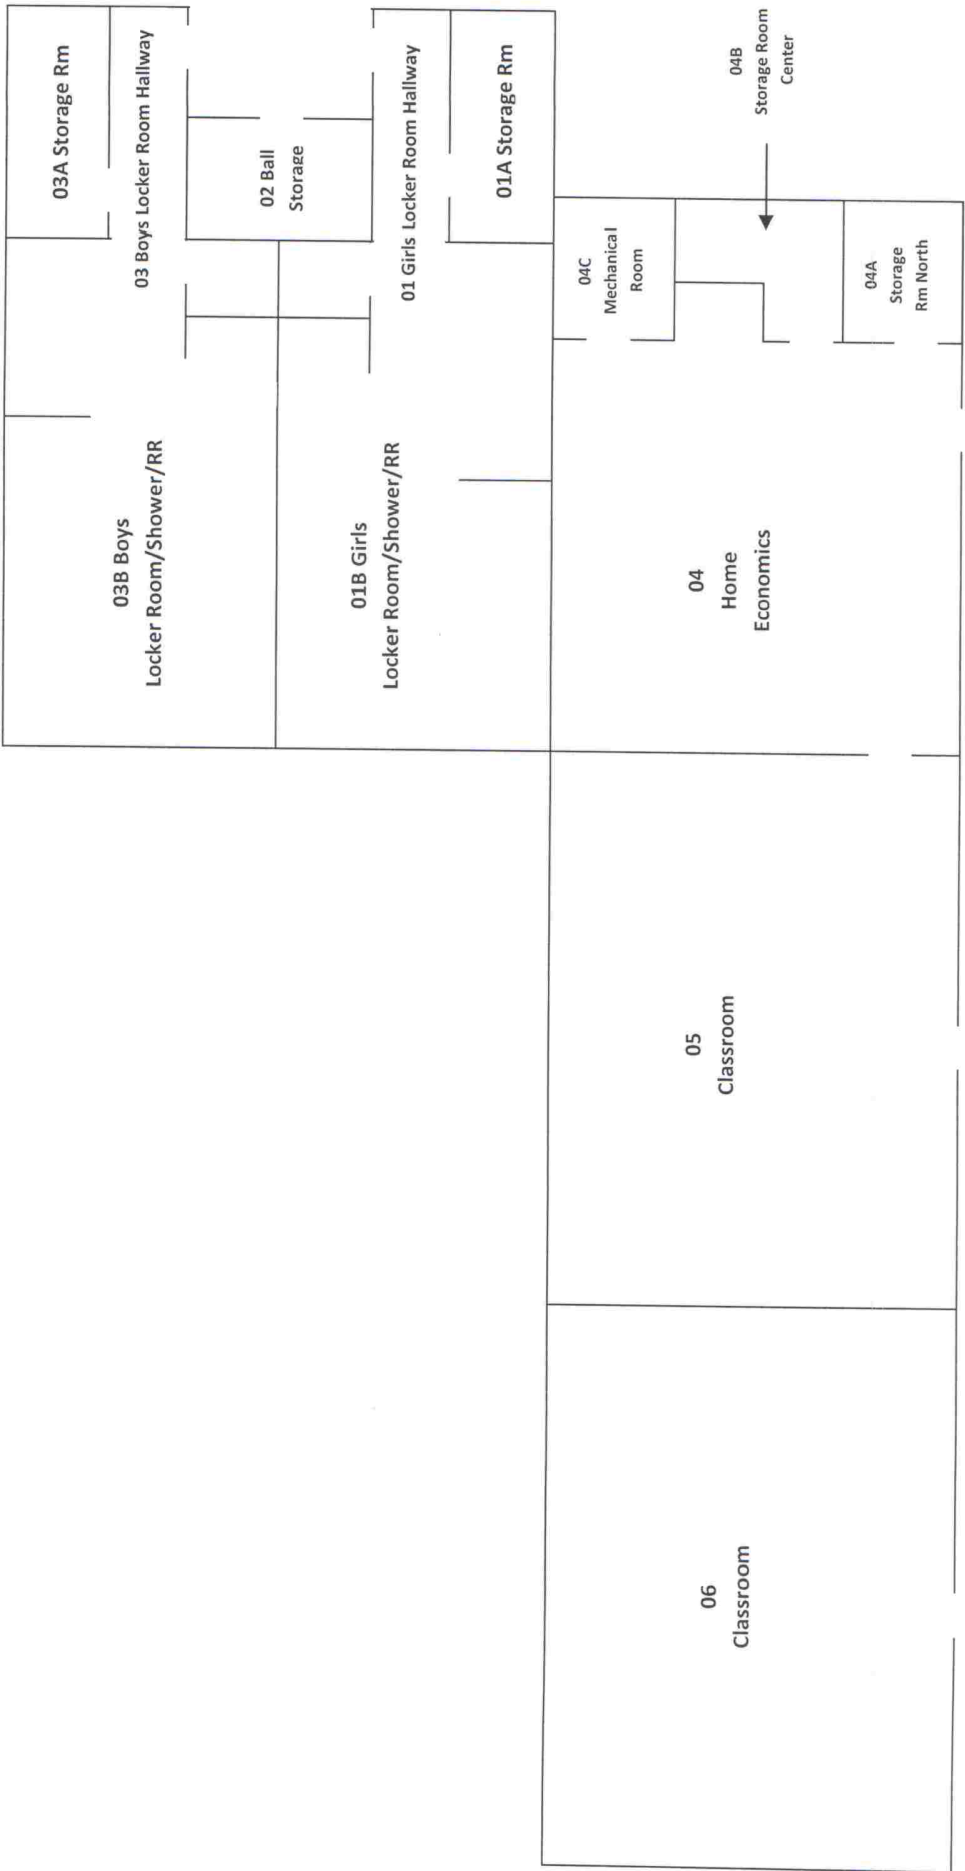 03A Storage Rm
03 Boys Locker Room Hallway
02 Ball
Storage
01 Girls Locker Room Hallway
01A Storage Rm
04B
Storage Room
Center
04C
Mechanical
Room
04A
Storage
Rm North
03B Boys
Locker Room/Shower/RR
01B Girls
Locker Room/Shower/RR
04
Home
Economics
05
Classroom
06
Classroom